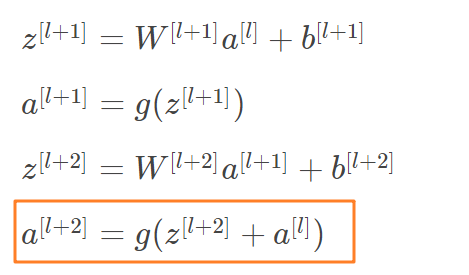 z^{[l+1]} = W^{[l+1]}a^{[l]} + b^{[l+1]}
a^{[l+1]} = g(z^{[l+1]})
z^{[l+2]} = W^{[l+2]}a^{[l+1]} + b^{[l+2]}
a^{[l+2]} = g(z^{[l+2]} + a^{[l]})